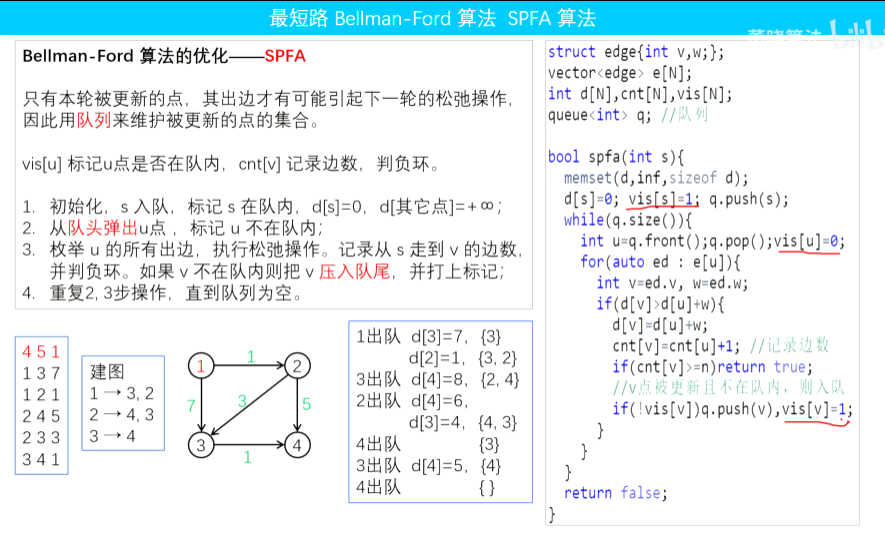 最短路 Bellman-Ford 算法 SPFA 算法
Bellman-Ford 算法的优化——SPFA
只有本轮被更新的点，其出边才有可能引起下一轮的松弛操作，
因此用队列来维护被更新的点的集合。
vis[u] 标记u点是否在队内，cnt[v] 记录边数，判负环。
1. 初始化，s 入队，标记 s 在队内，d[s]=0，d[其它点]=+∞；
2. 从队头弹出u点 ，标记 u 不在队内；
3. 枚举 u 的所有出边，执行松弛操作。记录从 s 走到 v 的边数，
并判负环。如果 v 不在队内则把 v 压入队尾，并打上标记；
4. 重复2, 3步操作，直到队列为空。
4 5 1
1 3 7
1 2 1
2 4 5
2 3 3
3 4 1
建图
1 → 3, 2
2 → 4, 3
3 → 4
1
1
2
7
3
5
3
4
1
1出队 d[3]=7, {3}
d[2]=1, {3, 2}
3出队 d[4]=8, {2, 4}
2出队 d[4]=6,
d[3]=4, {4, 3}
4出队 {3}
3出队 d[4]=5, {4}
4出队 { }
struct edge{int v,w;};
vector<edge> e[N];
int d[N],cnt[N],vis[N];
queue<int> q; //队列
bool spfa(int s){
memset(d,inf,sizeof d);
d[s]=0; vis[s]=1; q.push(s);
while(q.size()){
int u=q.front();q.pop();vis[u]=0;
for(auto ed : e[u]){
int v=ed.v, w=ed.w;
if(d[v]>d[u]+w){
d[v]=d[u]+w;
cnt[v]=cnt[u]+1; //记录边数
if(cnt[v]>=n)return true;
//v点被更新且不在队内, 则入队
if(!vis[v])q.push(v),vis[v]=1;
}
}
}
return false;
}